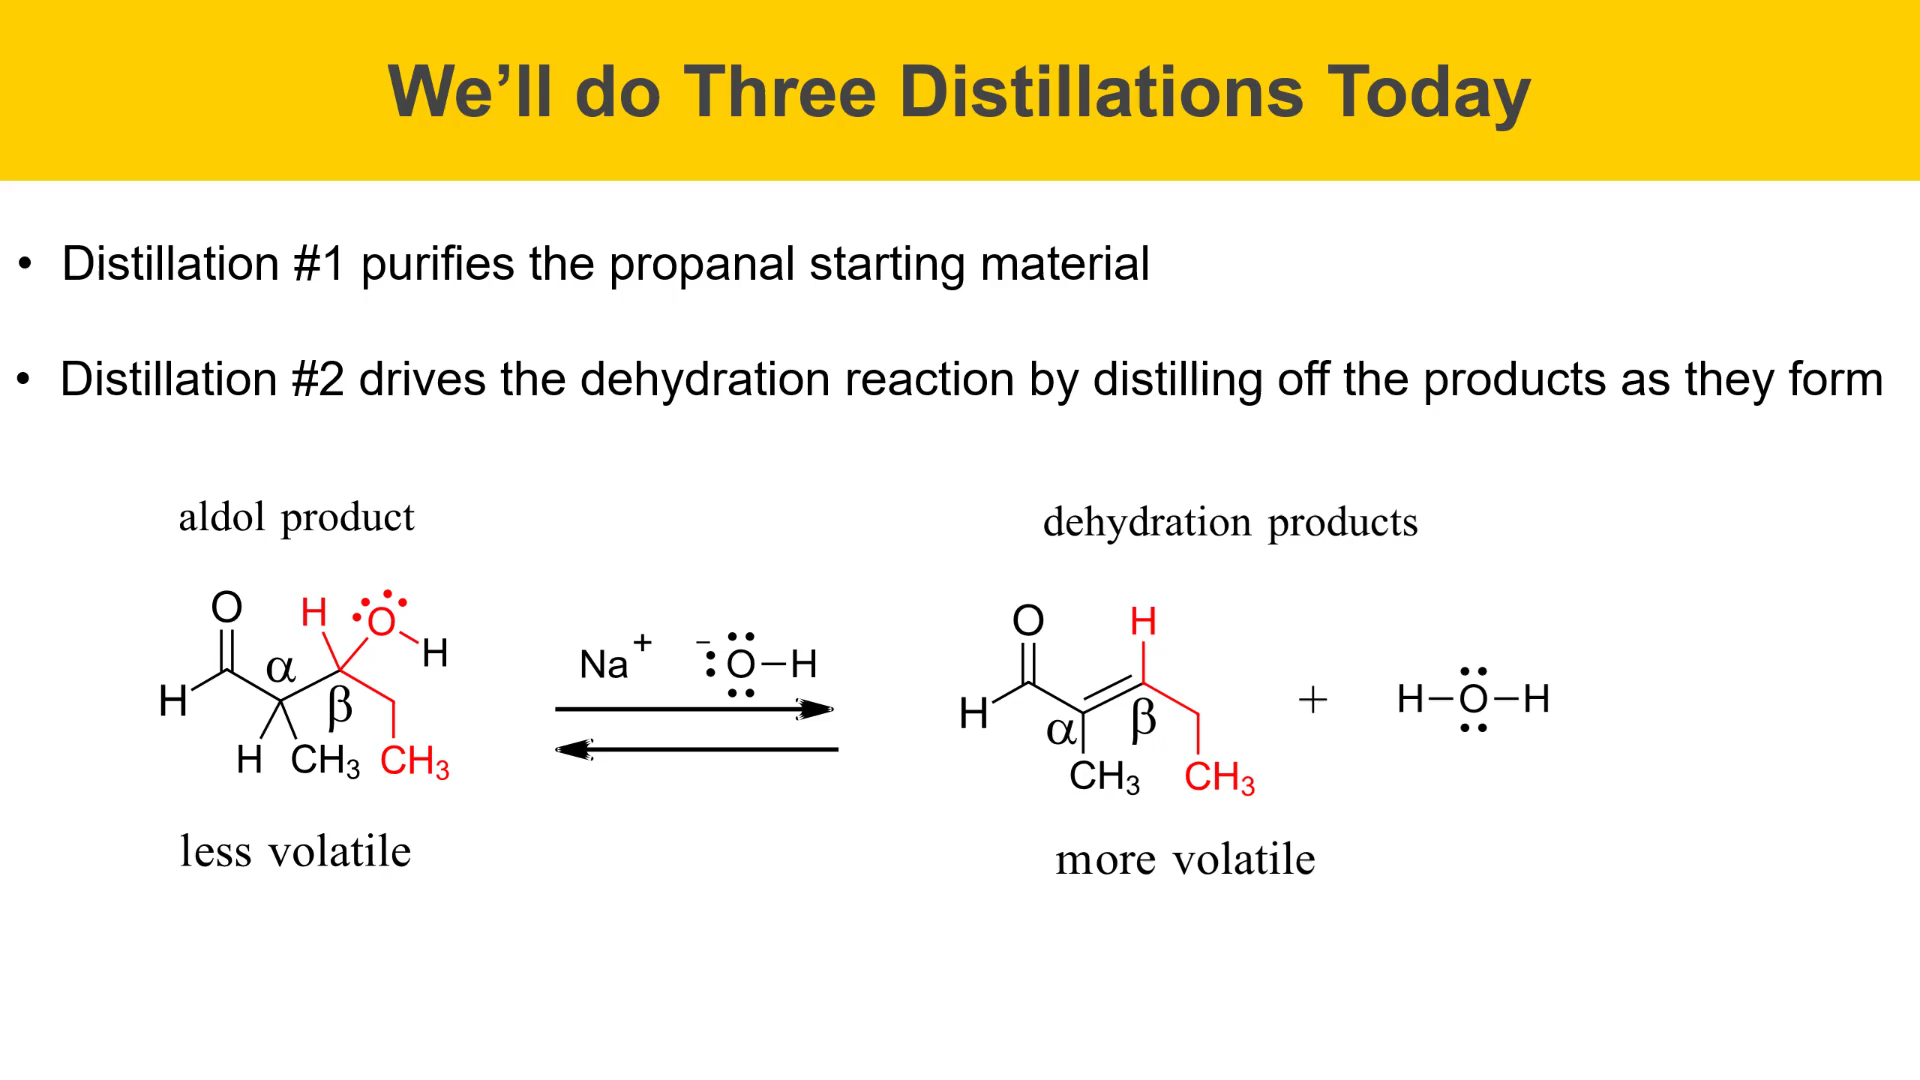 We’ll do Three Distillations Today
• Distillation #1 purifies the propanal starting material
• Distillation #2 drives the dehydration reaction by distilling off the products as they form
aldol product
dehydration products
O H O H
H α β
H CH₃ CH₃
Na⁺ ⁻O–H
O H
H α β
CH₃ CH₃
+ H–O–H
less volatile
more volatile